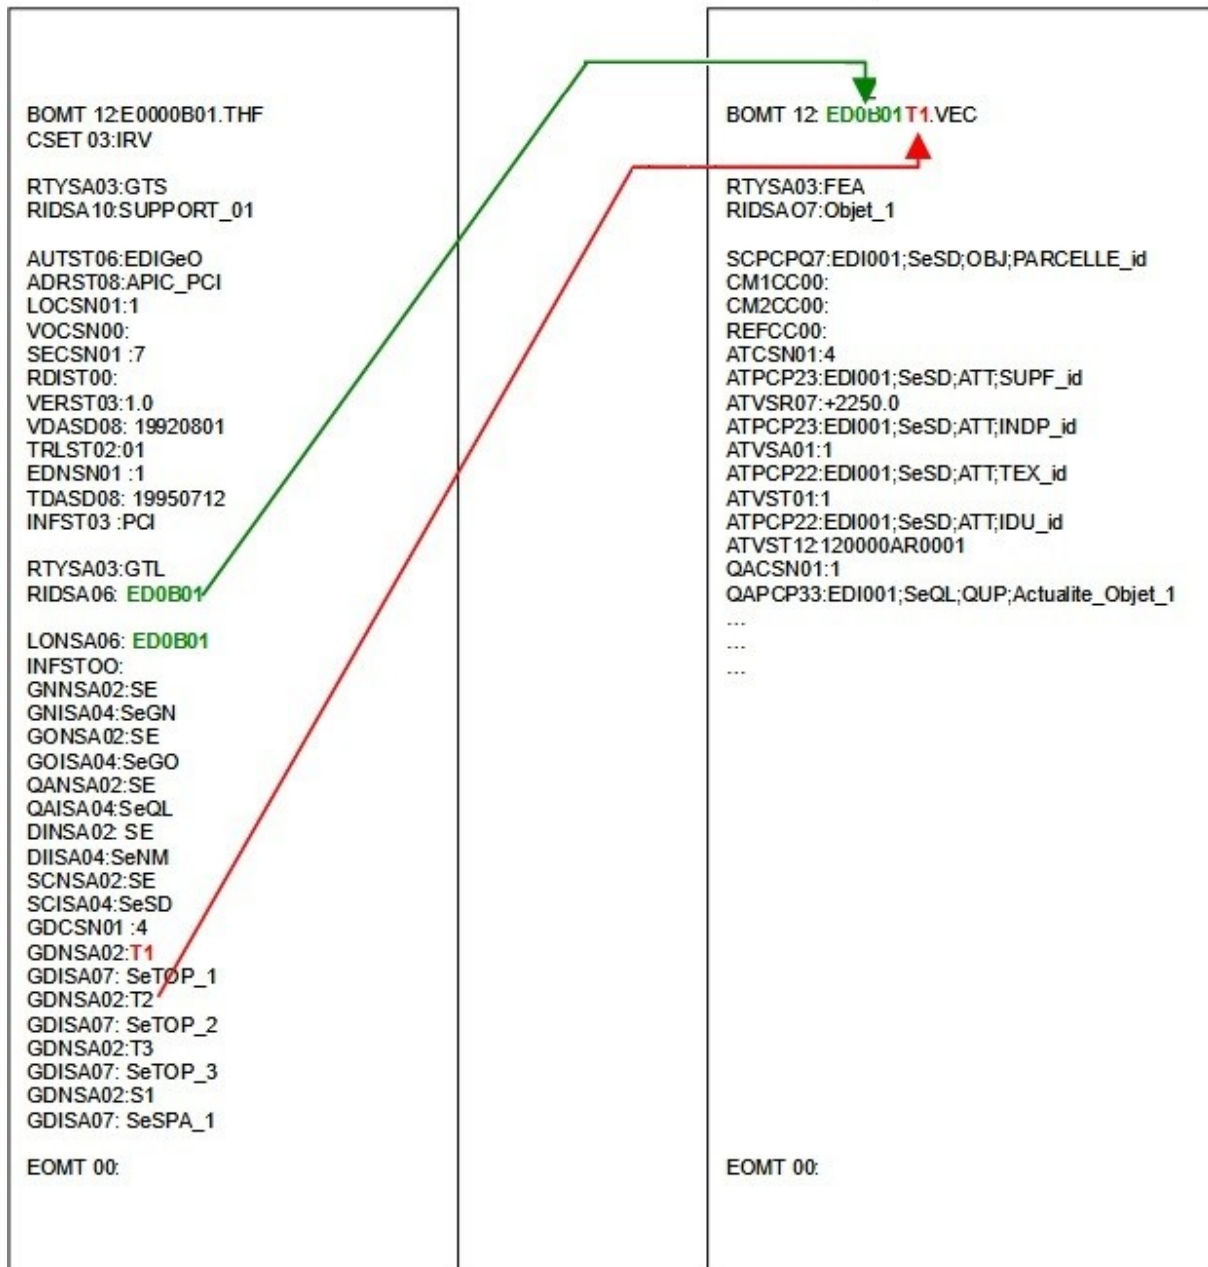 BOMT 12:E0000B01.THF
CSET 03:IRV
RTYSA03:GTS
RIDSA10:SUPPORT_01
AUTST06:EDIGeO
ADRST08:APIC_PCI
LOCSN01:1
VOCSN00:
SECSN01 :7
RDIST00:
VERST03:1.0
VDASD08: 19920801
TRLST02:01
EDNSN01 :1
TDASD08: 19950712
INFST03 :PCI
RTYSA03:GTL
RIDSA06: ED0B01
LONSA06: ED0B01
INFSTOO:
GNNSA02:SE
GNISA04:SeGN
GONSA02:SE
GOISA04:SeGO
QANSA02:SE
QAISA04:SeQL
DINSA02: SE
DIISA04:SeNM
SCNSA02:SE
SCISA04:SeSD
GDCSN01 :4
GDNSA02:T1
GDISA07: SeTOP_1
GDNSA02:T2
GDISA07: SeTOP_2
GDNSA02:T3
GDISA07: SeTOP_3
GDNSA02:S1
GDISA07: SeSPA_1
EOMT 00:
BOMT 12: ED0B01T1.VEC
RTYSA03:FEA
RIDSAO7:Objet_1
SCPCPQ7:EDI001;SeSD;OBJ;PARCELLE_id
CM1CC00:
CM2CC00:
REFCC00:
ATCSN01:4
ATPCP23:EDI001;SeSD;ATT;SUPF_id
ATVSR07:+2250.0
ATPCP23:EDI001;SeSD;ATT;INDP_id
ATVSA01:1
ATPCP22:EDI001;SeSD;ATT;TEX_id
ATVST01:1
ATPCP22:EDI001;SeSD;ATT;IDU_id
ATVST12:120000AR0001
QACSN01:1
QAPCP33:EDI001;SeQL;QUP;Actualite_Objet_1
...
...
...
EOMT 00: